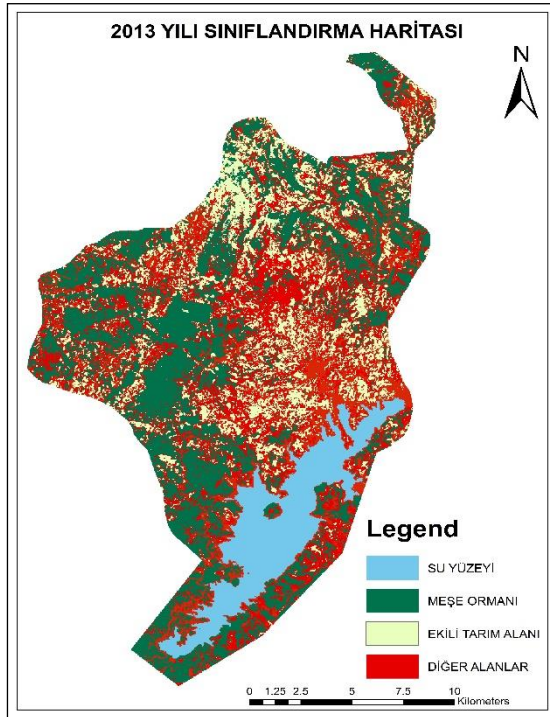 2013 YILI SINIFLANDIRMA HARİTASI
N
Legend
SU YÜZEYİ
MEŞE ORMANI
EKİLİ TARIM ALANI
DİĞER ALANLAR
0 1.25 2.5 5 7.5 10
Kilometers